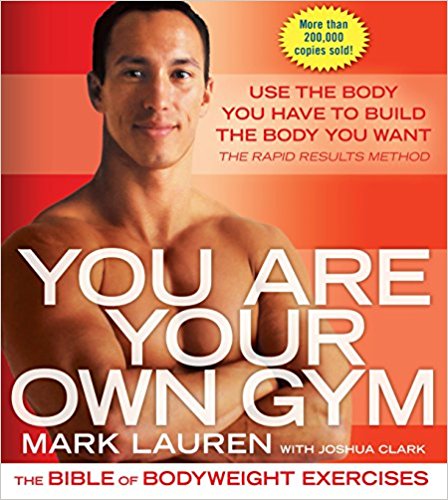 More than
200,000
copies sold!
USE THE BODY
YOU HAVE TO BUILD
THE BODY YOU WANT
THE RAPID RESULTS METHOD
YOU ARE
YOUR
OWN GYM
MARK LAUREN WITH JOSHUA CLARK
THE BIBLE OF BODYWEIGHT EXERCISES